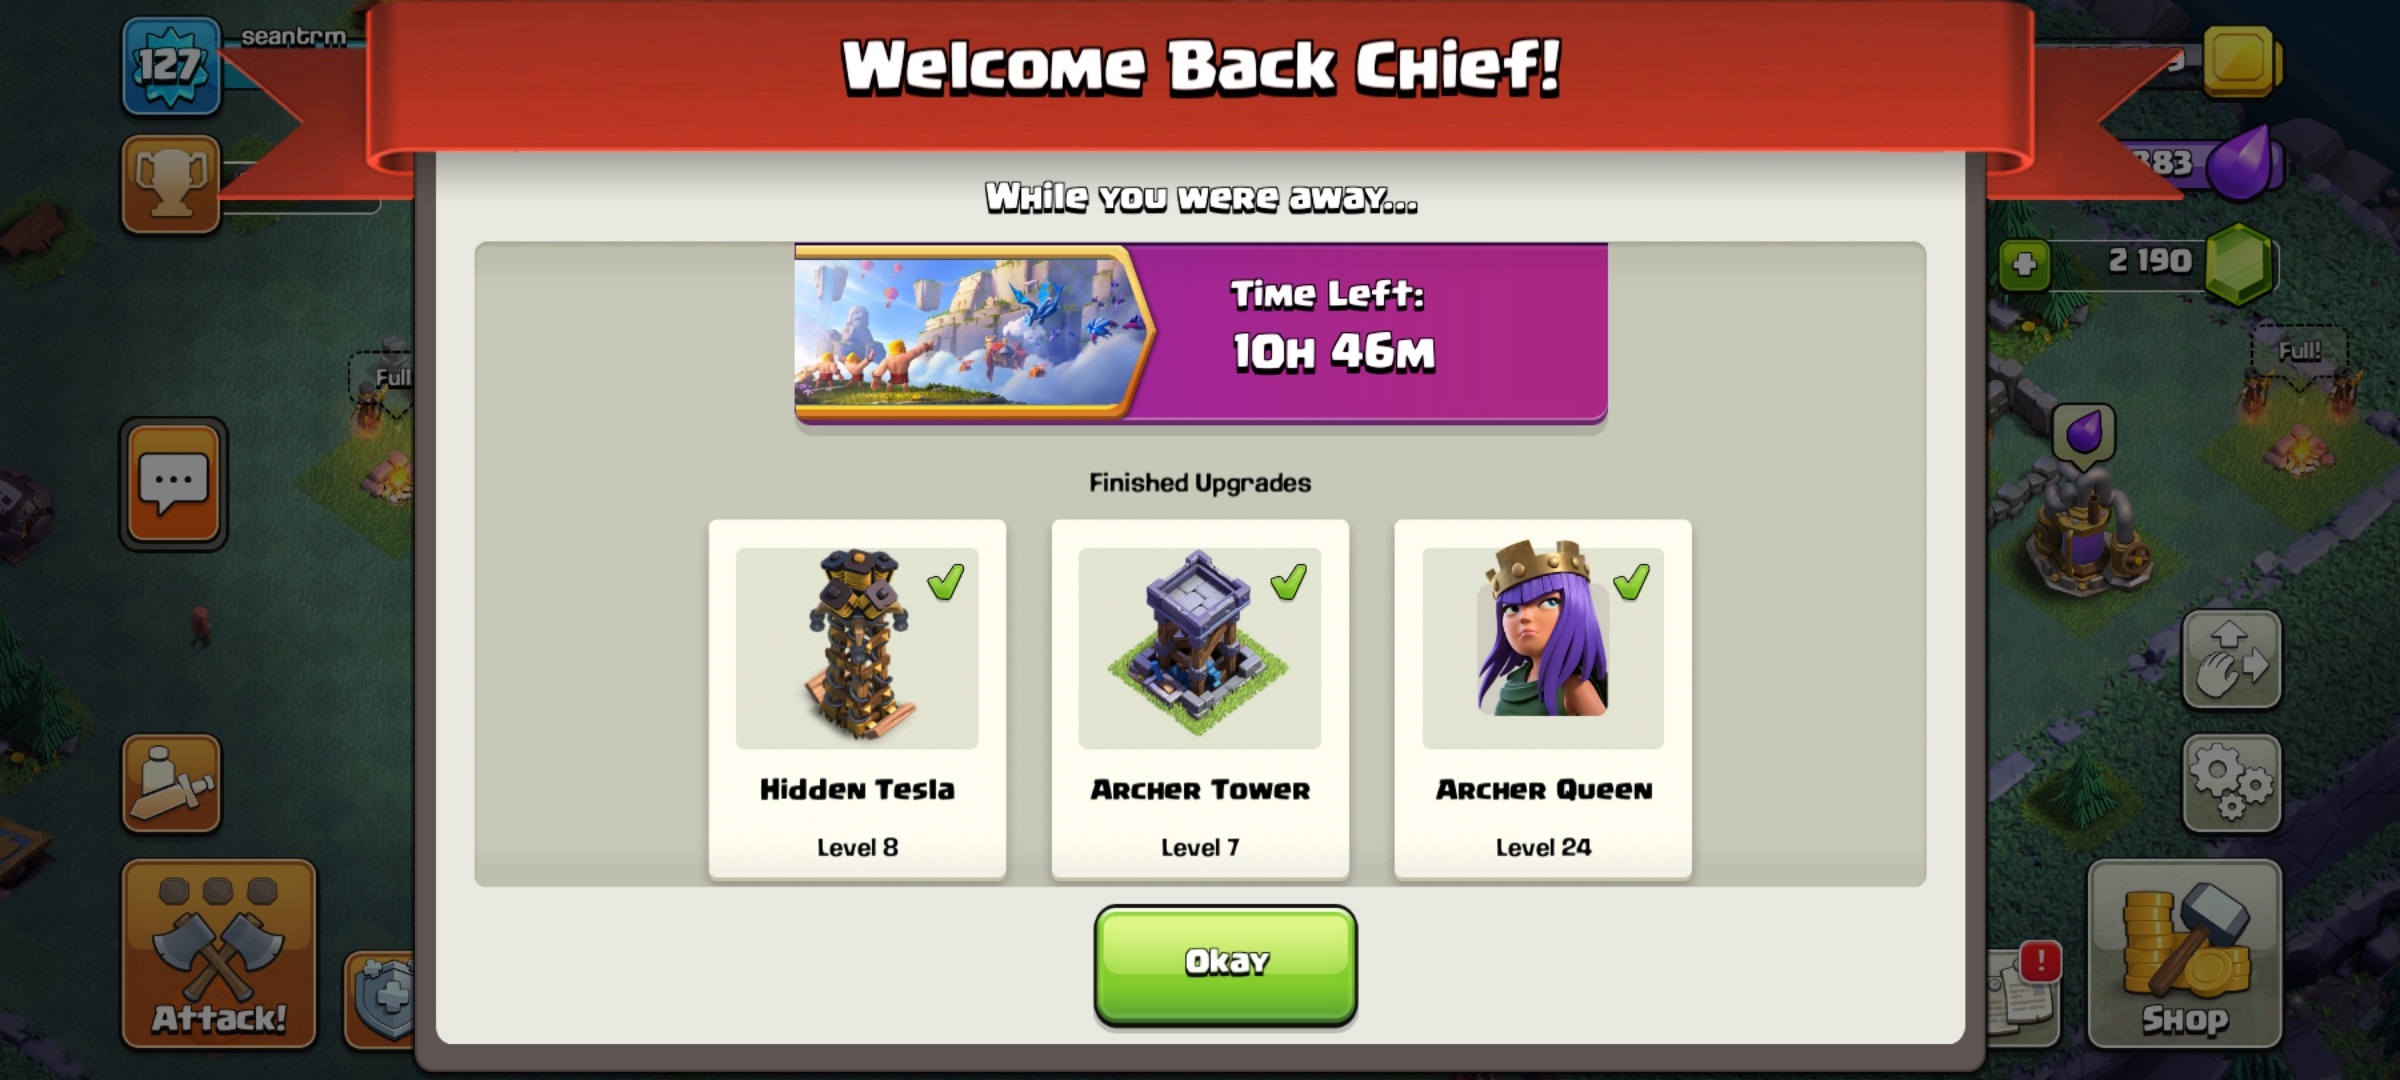 127
seantrm
Welcome Back Chief!
While you were away...
Time Left:
10H 46M
883
2 190
Full
Full!
Finished Upgrades
Hidden Tesla
Level 8
Archer Tower
Level 7
Archer Queen
Level 24
Okay
Attack!
!
Shop